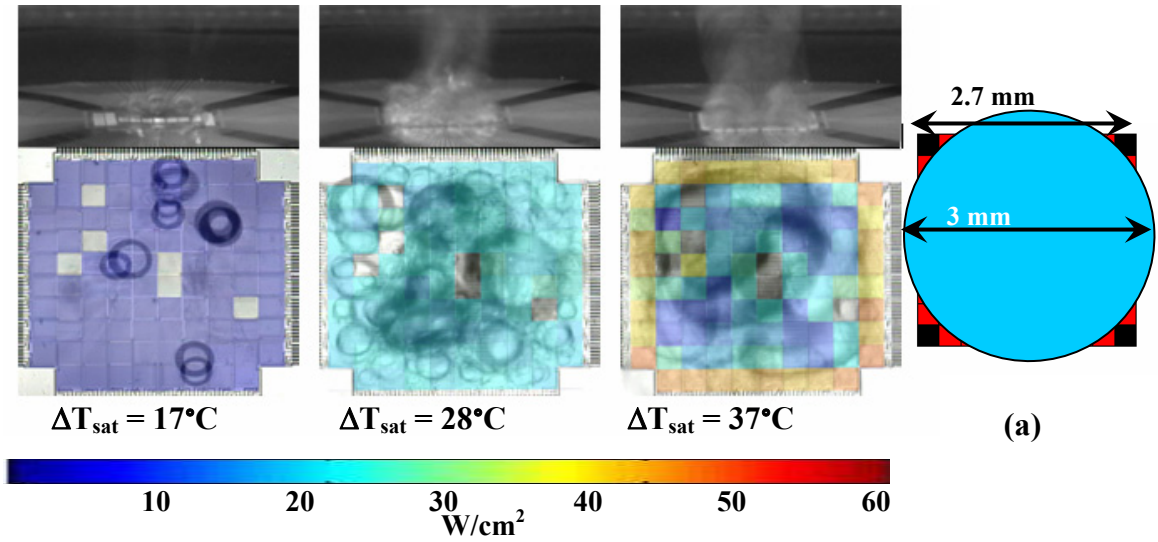 2.7 mm
3 mm
ΔTsat = 17°C
ΔTsat = 28°C
ΔTsat = 37°C
(a)
10 20 30 40 50 60
W/cm²